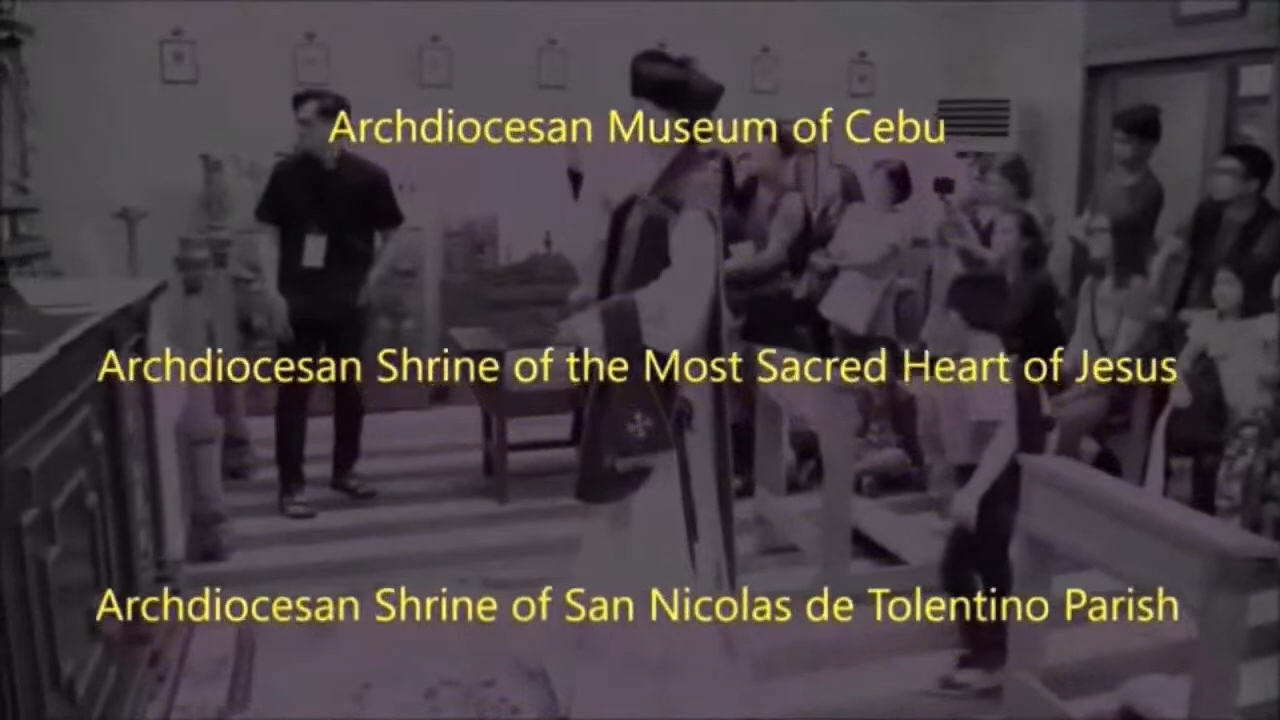 Archdiocesan Museum of Cebu
Archdiocesan Shrine of the Most Sacred Heart of Jesus
Archdiocesan Shrine of San Nicolas de Tolentino Parish